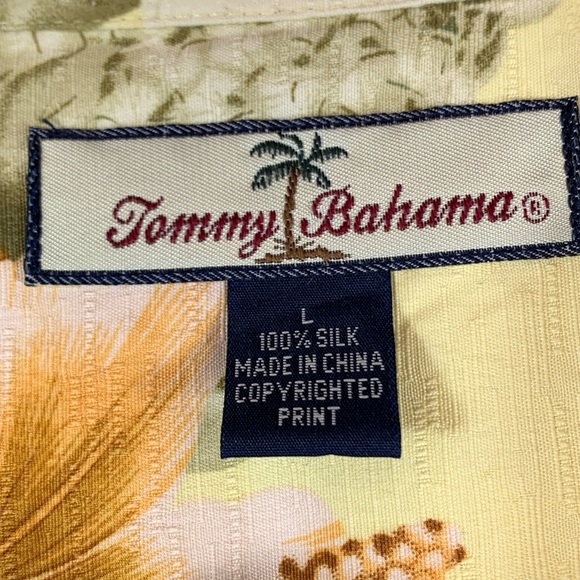 Tommy Bahama®
L
100% SILK
MADE IN CHINA
COPYRIGHTED
PRINT